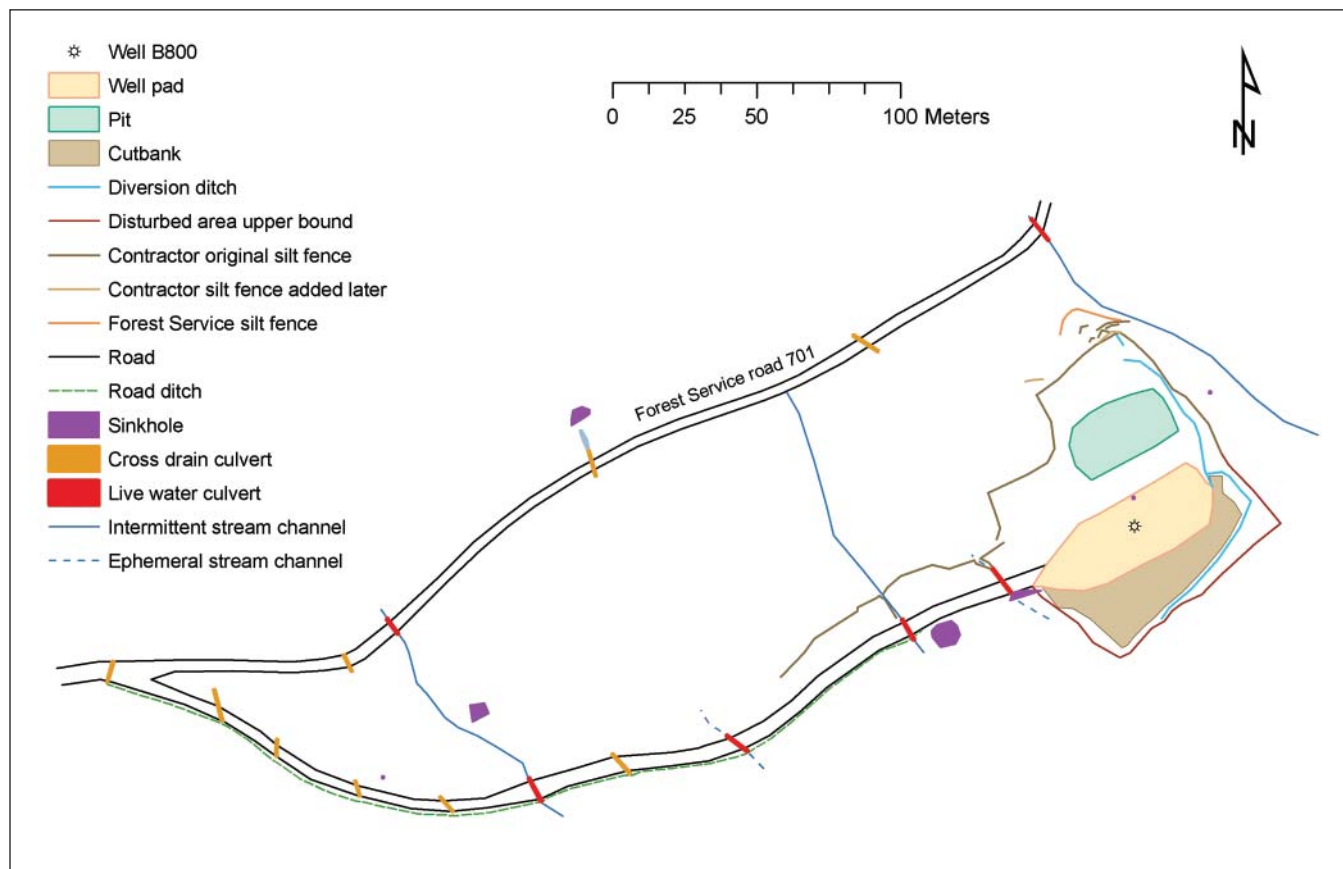 Well B800
Well pad
Pit
Cutbank
Diversion ditch
Disturbed area upper bound
Contractor original silt fence
Contractor silt fence added later
Forest Service silt fence
Road
Road ditch
Sinkhole
Cross drain culvert
Live water culvert
Intermittent stream channel
Ephemeral stream channel
0 25 50 100 Meters
N
Forest Service road 701